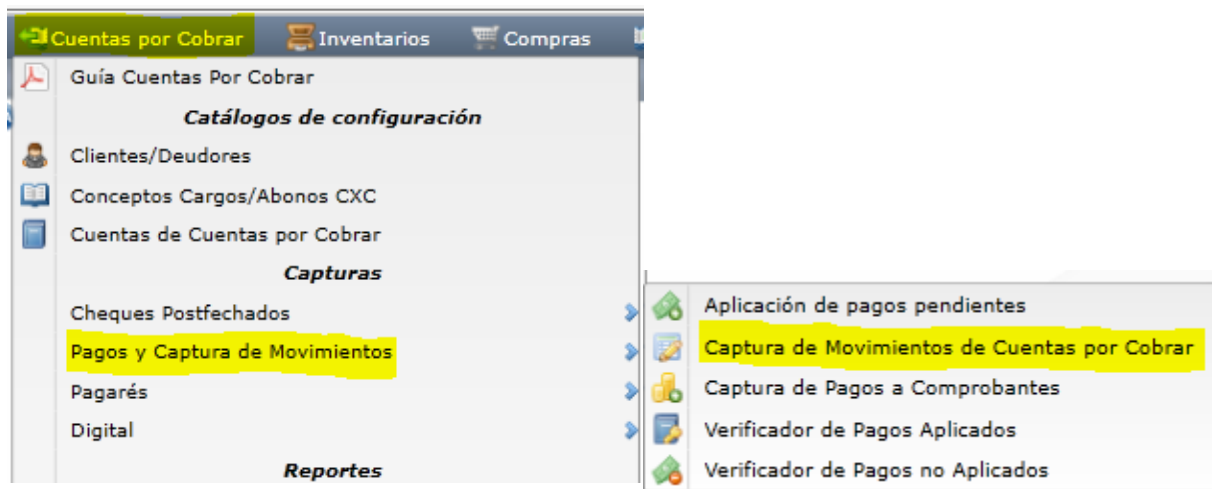 Cuentas por Cobrar Inventarios Compras
Guía Cuentas Por Cobrar
Catálogos de configuración
Clientes/Deudores
Conceptos Cargos/Abonos CXC
Cuentas de Cuentas por Cobrar
Capturas
Cheques Postfechados
Pagos y Captura de Movimientos
Pagarés
Digital
Reportes
Aplicación de pagos pendientes
Captura de Movimientos de Cuentas por Cobrar
Captura de Pagos a Comprobantes
Verificador de Pagos Aplicados
Verificador de Pagos no Aplicados